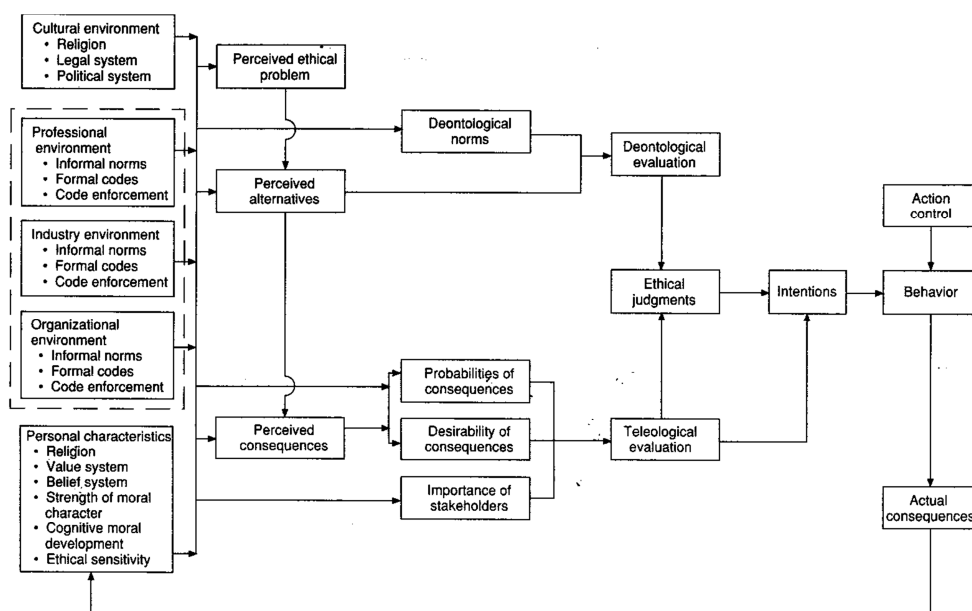 Cultural environment
• Religion
• Legal system
• Political system
Perceived ethical
problem
Professional
environment
• Informal norms
• Formal codes
• Code enforcement
Deontological
norms
Deontological
evaluation
Perceived
alternatives
Action
control
Industry environment
• Informal norms
• Formal codes
• Code enforcement
Ethical
judgments
Intentions
Behavior
Organizational
environment
• Informal norms
• Formal codes
• Code enforcement
Probabilities of
consequences
Perceived
consequences
Desirability of
consequences
Teleological
evaluation
Personal characteristics
• Religion
• Value system
• Belief system
• Strength of moral
character
• Cognitive moral
development
• Ethical sensitivity
Importance of
stakeholders
Actual
consequences